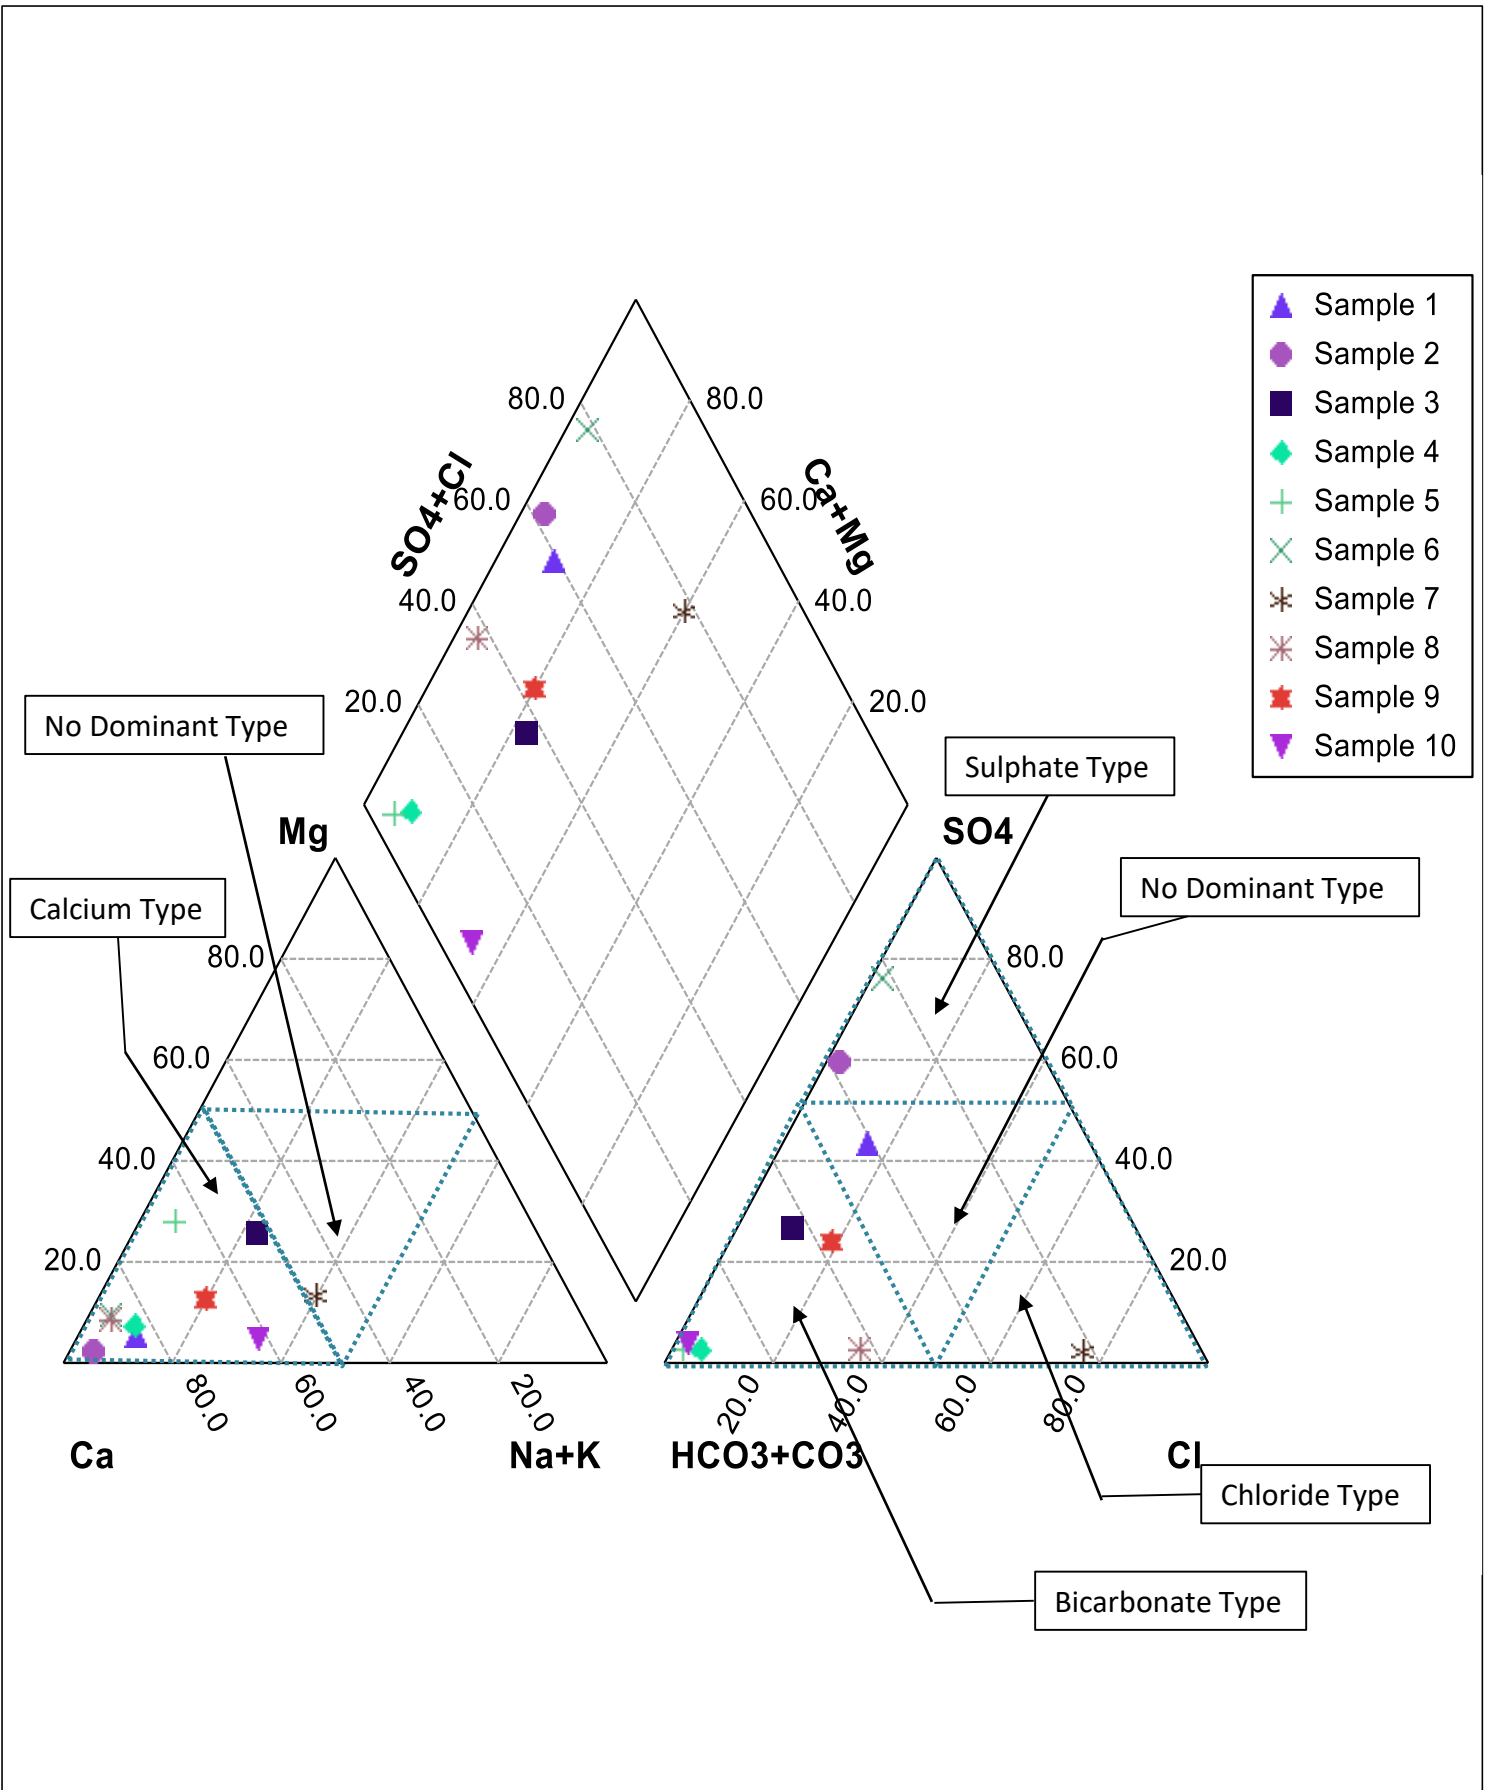 Sample 1
Sample 2
Sample 3
Sample 4
Sample 5
Sample 6
Sample 7
Sample 8
Sample 9
Sample 10
80.0
80.0
SO4+Cl
Ca+Mg
60.0
60.0
40.0
40.0
20.0
20.0
No Dominant Type
Sulphate Type
Mg
SO4
No Dominant Type
Calcium Type
80.0
80.0
60.0
60.0
40.0
40.0
20.0
20.0
80.0
60.0
40.0
20.0
20.0
40.0
60.0
80.0
Ca
Na+K
HCO3+CO3
Cl
Chloride Type
Bicarbonate Type